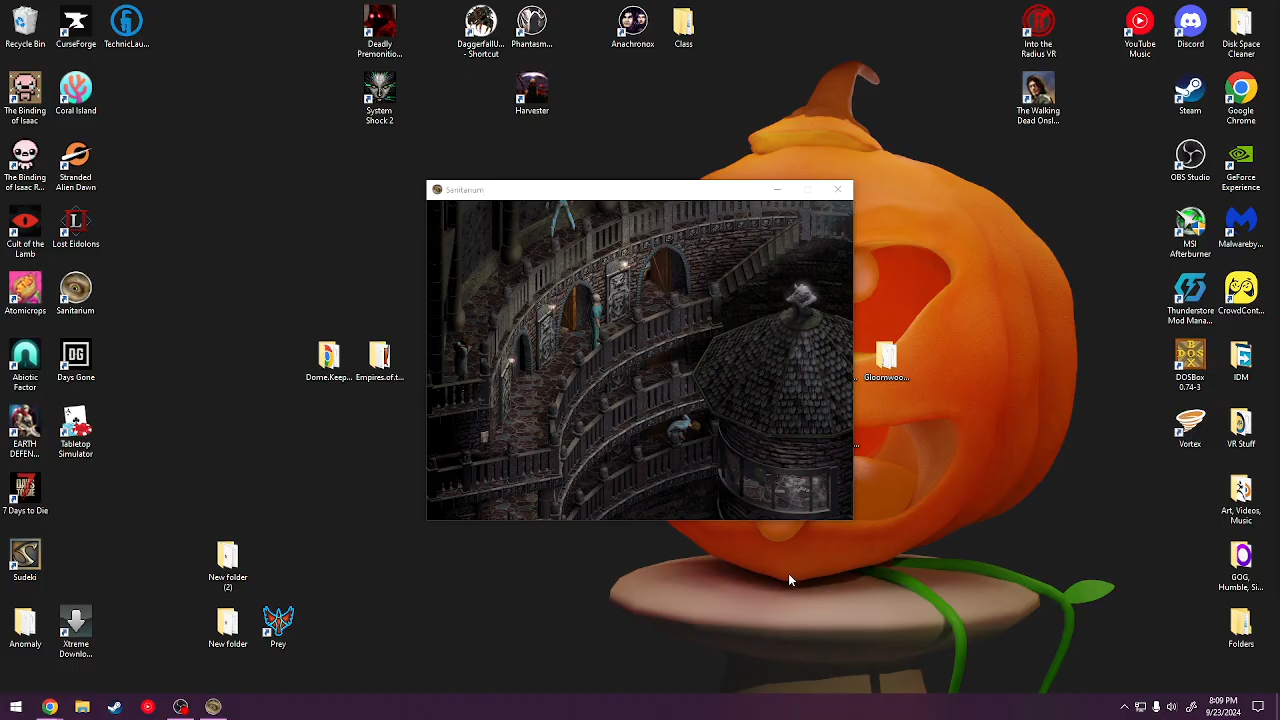 Recycle Bin
CurseForge
TechnicLau...
Deadly
Premonitio...
DaggerfallU...
- Shortcut
Phantasm...
Anachronox
Class
Into the
Radius VR
YouTube
Music
Discord
Disk Space
Cleaner
The Binding
of Isaac
Coral Island
System
Shock 2
Harvester
The Walking
Dead Onsl...
Steam
Google
Chrome
The Binding
of Isaac R...
Stranded
Alien Dawn
OBS Studio
GeForce
Experience
Sanitarium
Cult of the
Lamb
Lost Eidolons
MSI
Afterburner
Malwareby...
Atomicrops
Sanitarium
Thunderstore
Mod Mana...
CrowdCont...
Abiotic
Factor
DG
Days Gone
Dome.Keep...
Empires.of.t...
Gloomwoo...
DOSBox
0.74-3
IDM
EARTH
DEFEN...
Tabletop
Simulator
Vortex
VR Stuff
7 Days to Die
Art, Videos,
Music
Sudeki
New folder
(2)
GOG,
Humble, Si...
Anomaly
Xtreme
Downlo...
New folder
Prey
Folders
8:09 PM
9/23/2024